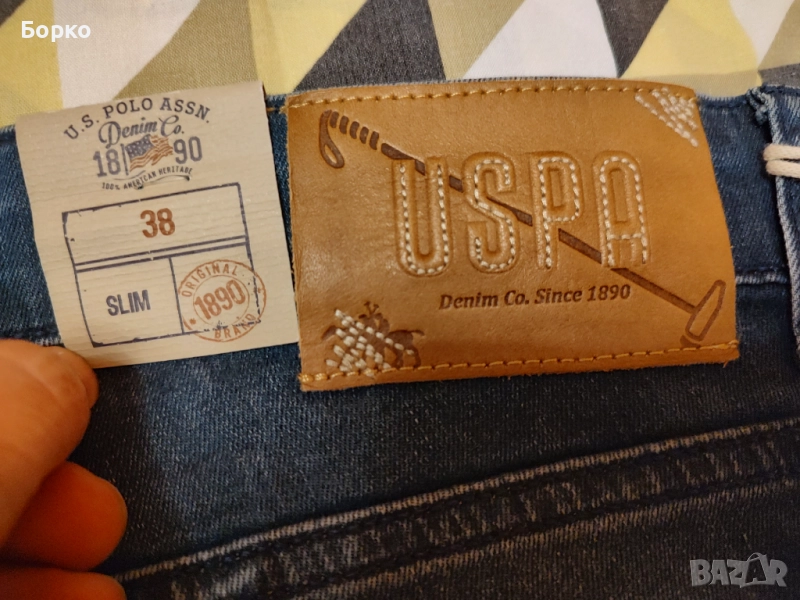 Борко
U.S. POLO ASSN.
Denim Co.
18 90
100% AMERICAN HERITAGE
38
SLIM
ORIGINAL
1890
BRAND
USPA
Denim Co. Since 1890
BAZAR